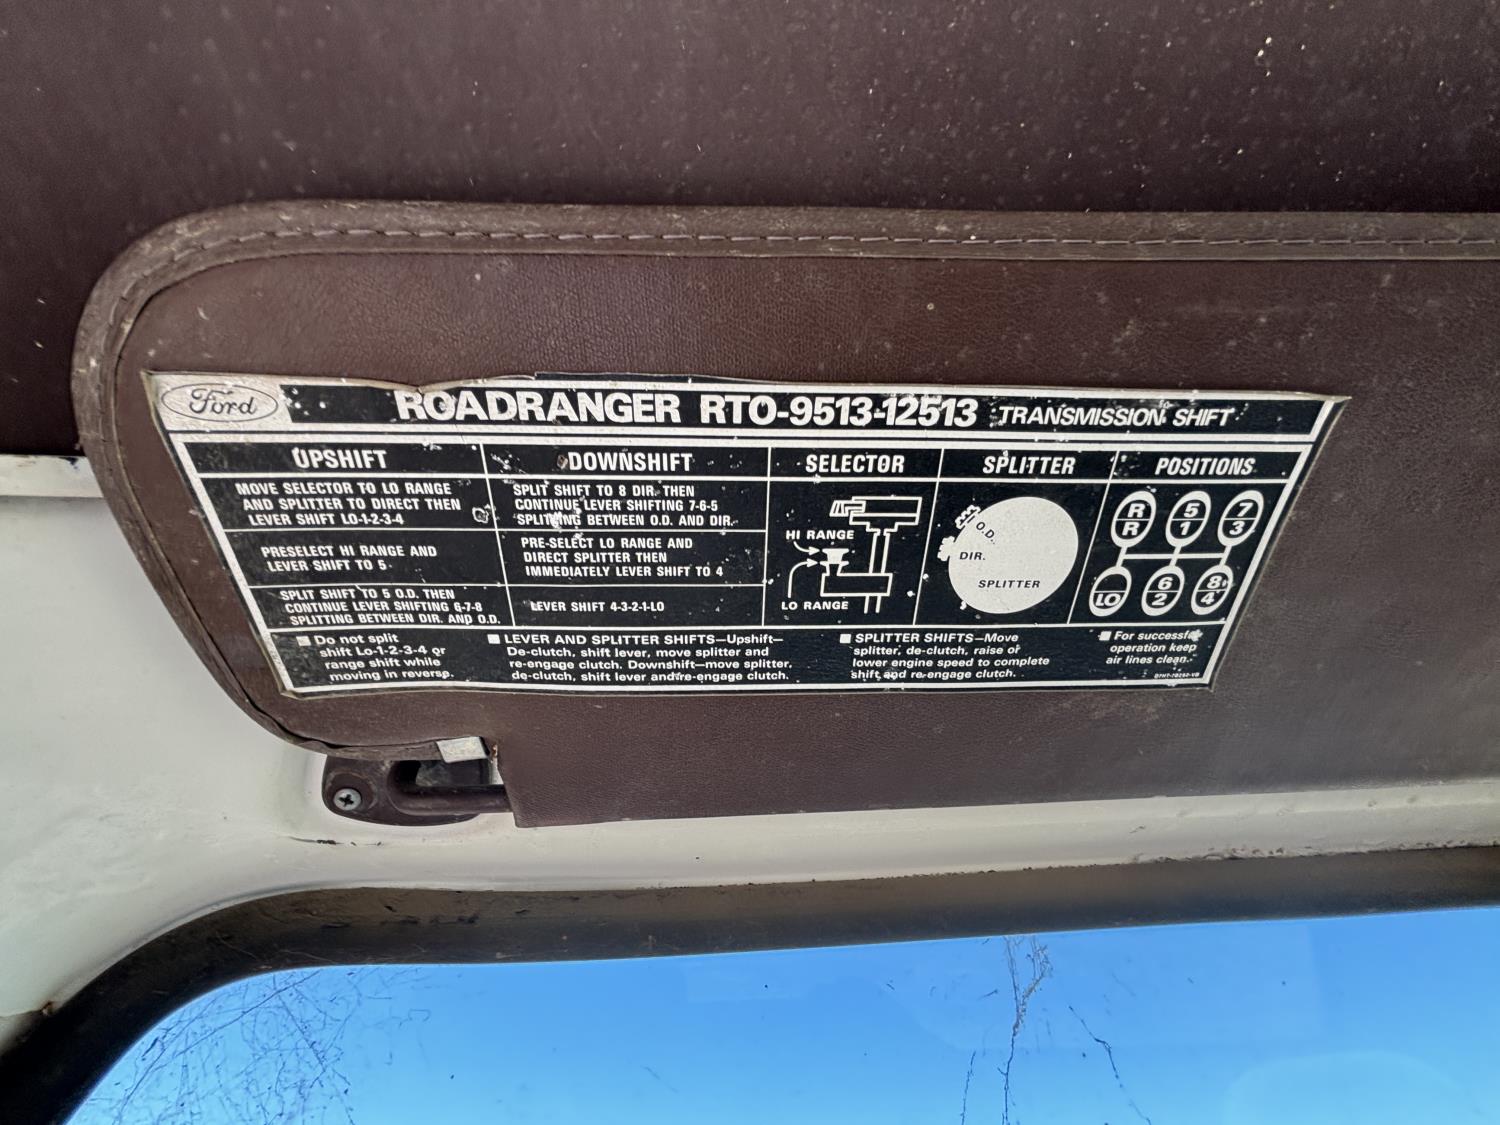 Ford ROADRANGER RTO-9513-12513 TRANSMISSION SHIFT
UPSHIFT
MOVE SELECTOR TO LO RANGE
AND SPLITTER TO DIRECT THEN
LEVER SHIFT LO-1-2-3-4
PRESELECT HI RANGE AND
LEVER SHIFT TO 5
SPLIT SHIFT TO 5 O.D. THEN
CONTINUE LEVER SHIFTING 6-7-8
SPLITTING BETWEEN DIR. AND O.D.
DOWNSHIFT
SPLIT SHIFT TO 8 DIR. THEN
CONTINUE LEVER SHIFTING 7-6-5
SPLITTING BETWEEN O.D. AND DIR.
PRE-SELECT LO RANGE AND
DIRECT SPLITTER THEN
IMMEDIATELY LEVER SHIFT TO 4
LEVER SHIFT 4-3-2-1-LO
SELECTOR
HI RANGE
LO RANGE
SPLITTER
O.D.
DIR.
SPLITTER
POSITIONS
R 5 7
R 1 3
6 8
LO 2 4
Do not split
shift Lo-1-2-3-4 or
range shift while
moving in reverse.
LEVER AND SPLITTER SHIFTS—Upshift—
De-clutch, shift lever, move splitter and
re-engage clutch. Downshift—move splitter,
de-clutch, shift lever and re-engage clutch.
SPLITTER SHIFTS—Move
splitter, de-clutch, raise or
lower engine speed to complete
shift and re-engage clutch.
For successful
operation keep
air lines clean.